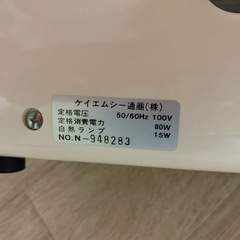 ケイエムシー通商(株)
定格電圧 50/60Hz 100V
定格消費電力 80W
白熱ランプ 15W
NO.N-948283